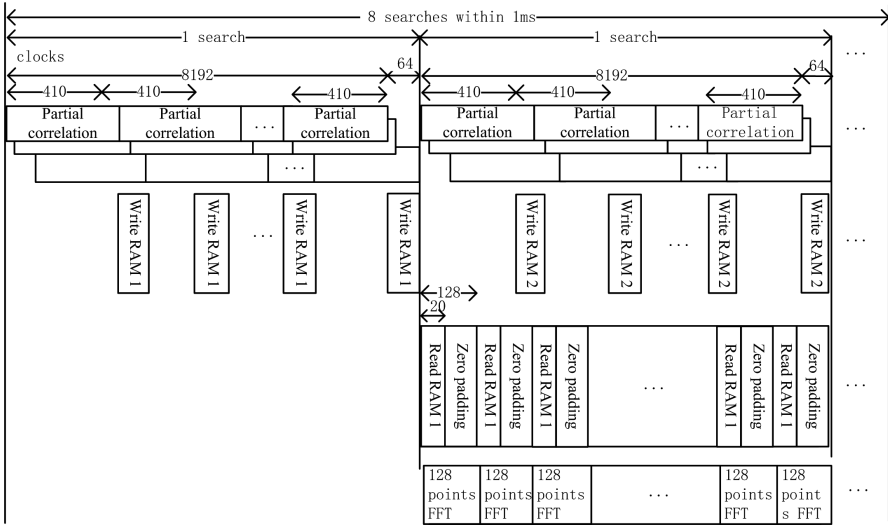 8 searches within 1ms
1 search
1 search
...
clocks
8192
64
8192
64
410
410
410
410
410
410
Partial
correlation
Partial
correlation
...
Partial
correlation
Partial
correlation
Partial
correlation
...
Partial
correlation
...
...
...
Write RAM 1
Write RAM 1
...
Write RAM 1
Write RAM 1
Write RAM 2
Write RAM 2
...
Write RAM 2
Write RAM 2
...
128
20
Read RAM 1
Zero padding
Read RAM 1
Zero padding
Read RAM 1
Zero padding
...
Read RAM 1
Zero padding
Read RAM 1
Zero padding
...
128
points
FFT
128
points
FFT
128
points
FFT
...
128
points
FFT
128
point
s FFT
...